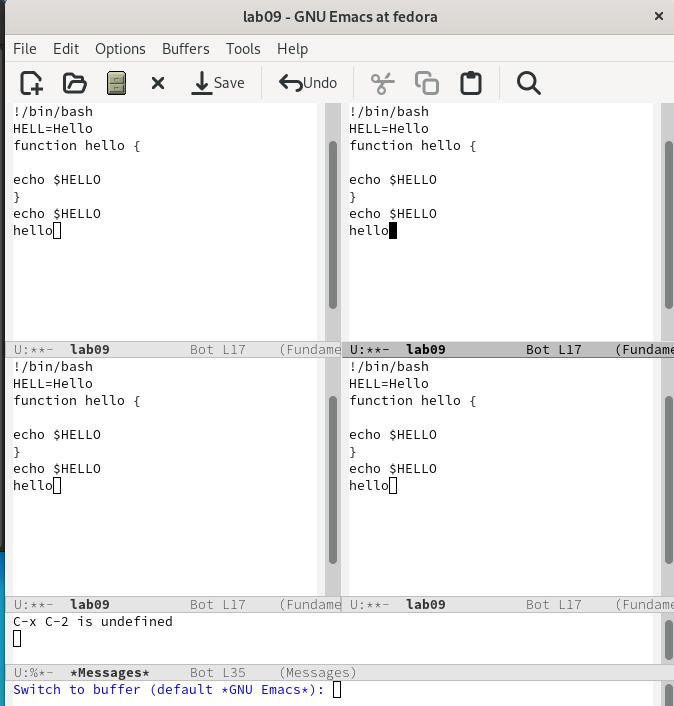 lab09 - GNU Emacs at fedora ×
File Edit Options Buffers Tools Help
Save Undo
!/bin/bash
HELL=Hello
function hello {
echo $HELLO
}
echo $HELLO
hello
U:**- lab09 Bot L17 (Fundame
!/bin/bash
HELL=Hello
function hello {
echo $HELLO
}
echo $HELLO
hello
U:**- lab09 Bot L17 (Fundame
!/bin/bash
HELL=Hello
function hello {
echo $HELLO
}
echo $HELLO
hello
U:**- lab09 Bot L17 (Fundame
!/bin/bash
HELL=Hello
function hello {
echo $HELLO
}
echo $HELLO
hello
U:**- lab09 Bot L17 (Fundame
C-x C-2 is undefined
U:%*- *Messages* Bot L35 (Messages)
Switch to buffer (default *GNU Emacs*):